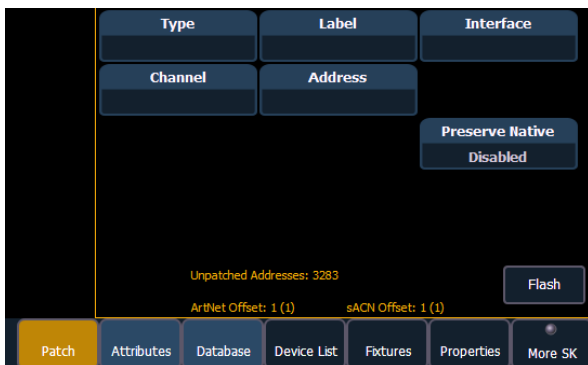 Type Label Interface
Channel Address
Preserve Native
Disabled
Unpatched Addresses: 3283
Flash
ArtNet Offset: 1 (1) sACN Offset: 1 (1)
Patch Attributes Database Device List Fixtures Properties More SK